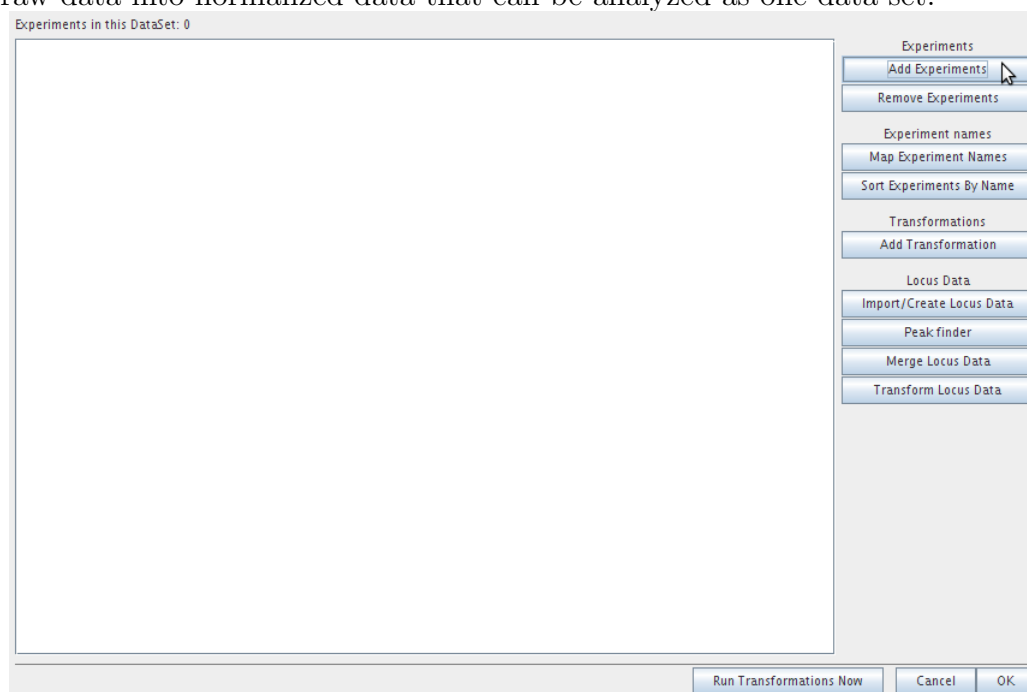 raw data into normalized data that can be analyzed as one data set.
Experiments in this DataSet: 0
Experiments
Add Experiments
Remove Experiments
Experiment names
Map Experiment Names
Sort Experiments By Name
Transformations
Add Transformation
Locus Data
Import/Create Locus Data
Peak finder
Merge Locus Data
Transform Locus Data
Run Transformations Now
Cancel
OK